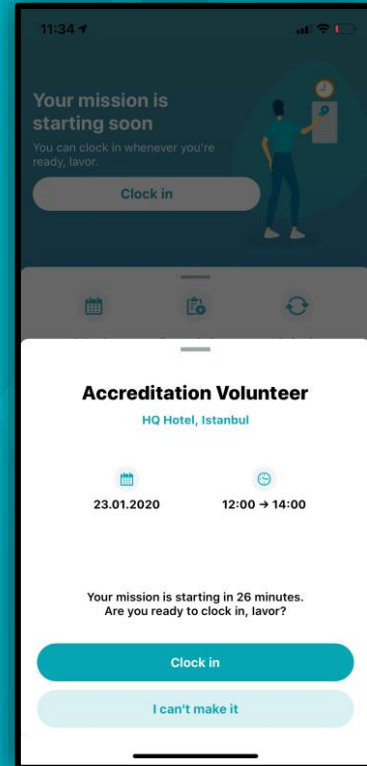 11:34
Your mission is
starting soon
You can clock in whenever you're
ready, lavor.
Clock in
Accreditation Volunteer
HQ Hotel, Istanbul
23.01.2020
12:00 → 14:00
Your mission is starting in 26 minutes.
Are you ready to clock in, lavor?
Clock in
I can't make it